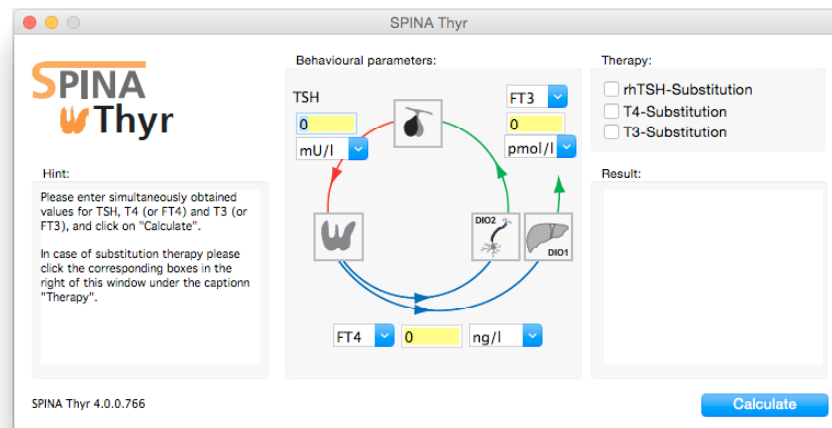 SPINA Thyr
SPINA
Thyr
Hint:
Please enter simultaneously obtained
values for TSH, T4 (or FT4) and T3 (or
FT3), and click on "Calculate".
In case of substitution therapy please
click the corresponding boxes in the
right of this window under the captionn
"Therapy".
Behavioural parameters:
TSH
0
mU/l
FT3
0
pmol/l
DIO2
DIO1
FT4
0
ng/l
Therapy:
rhTSH-Substitution
T4-Substitution
T3-Substitution
Result:
SPINA Thyr 4.0.0.766
Calculate